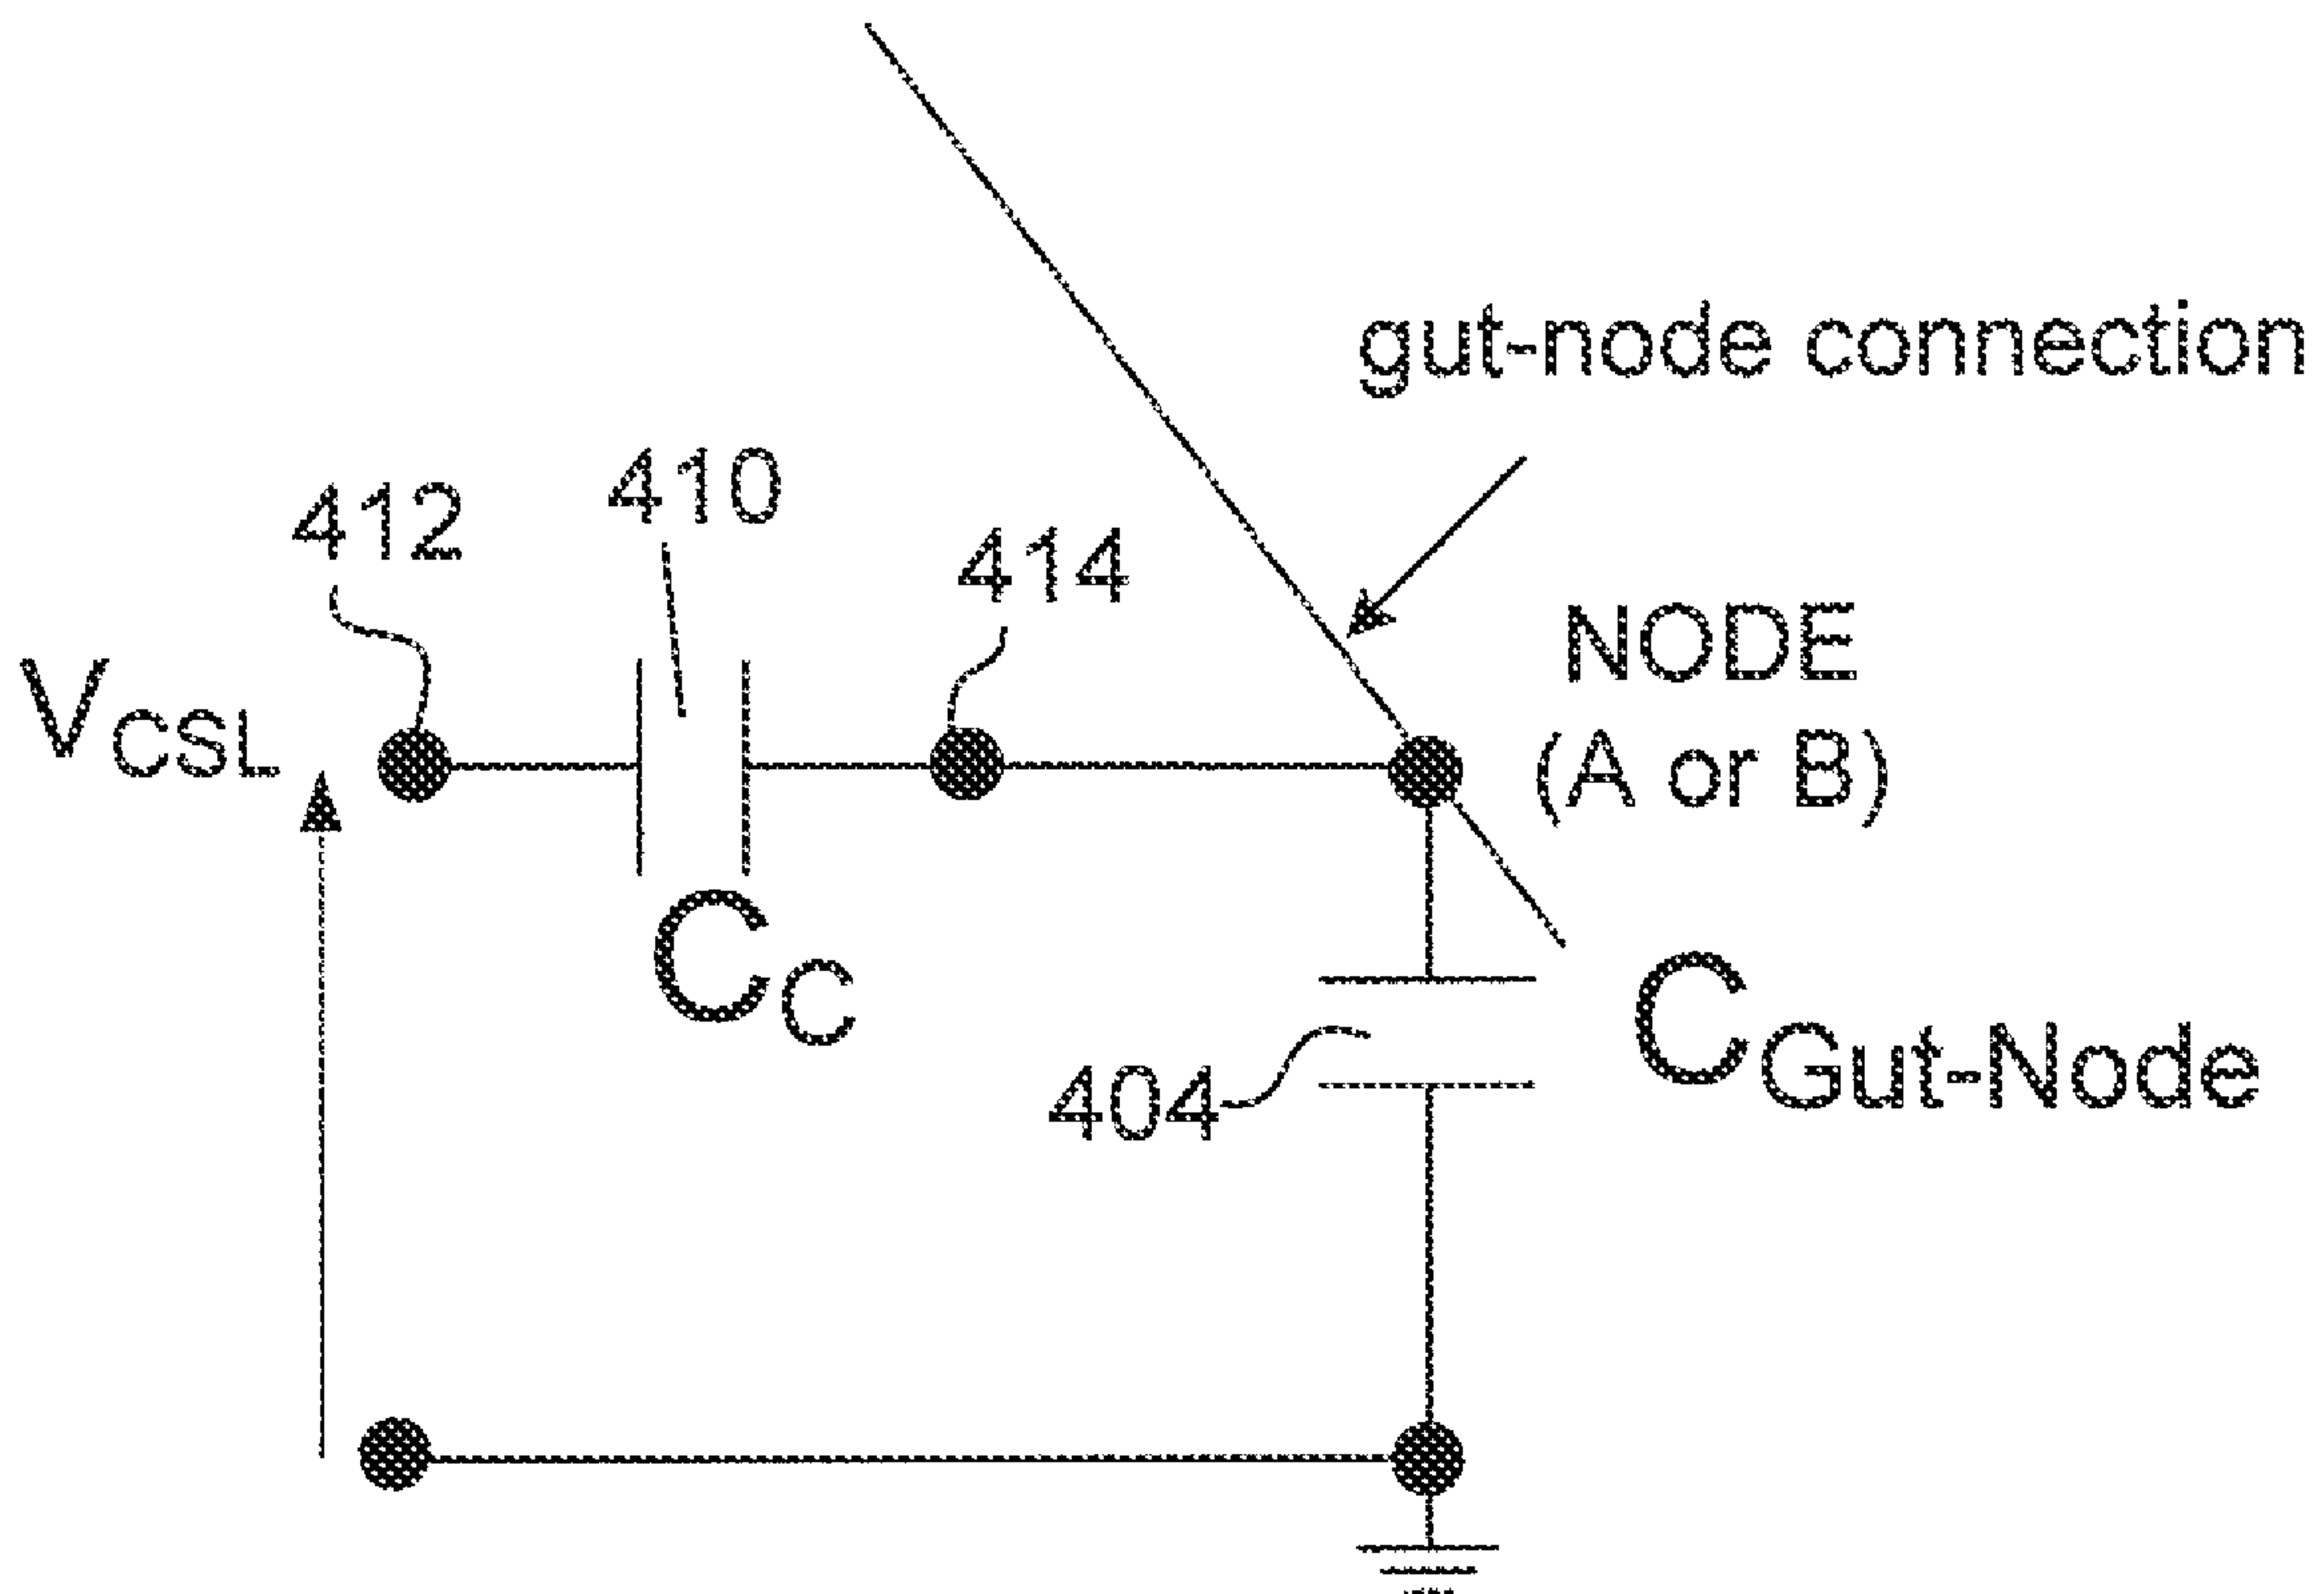 gut-node connection
412
410
414
NODE
(A or B)
VCSL
CC
404
CGut-Node